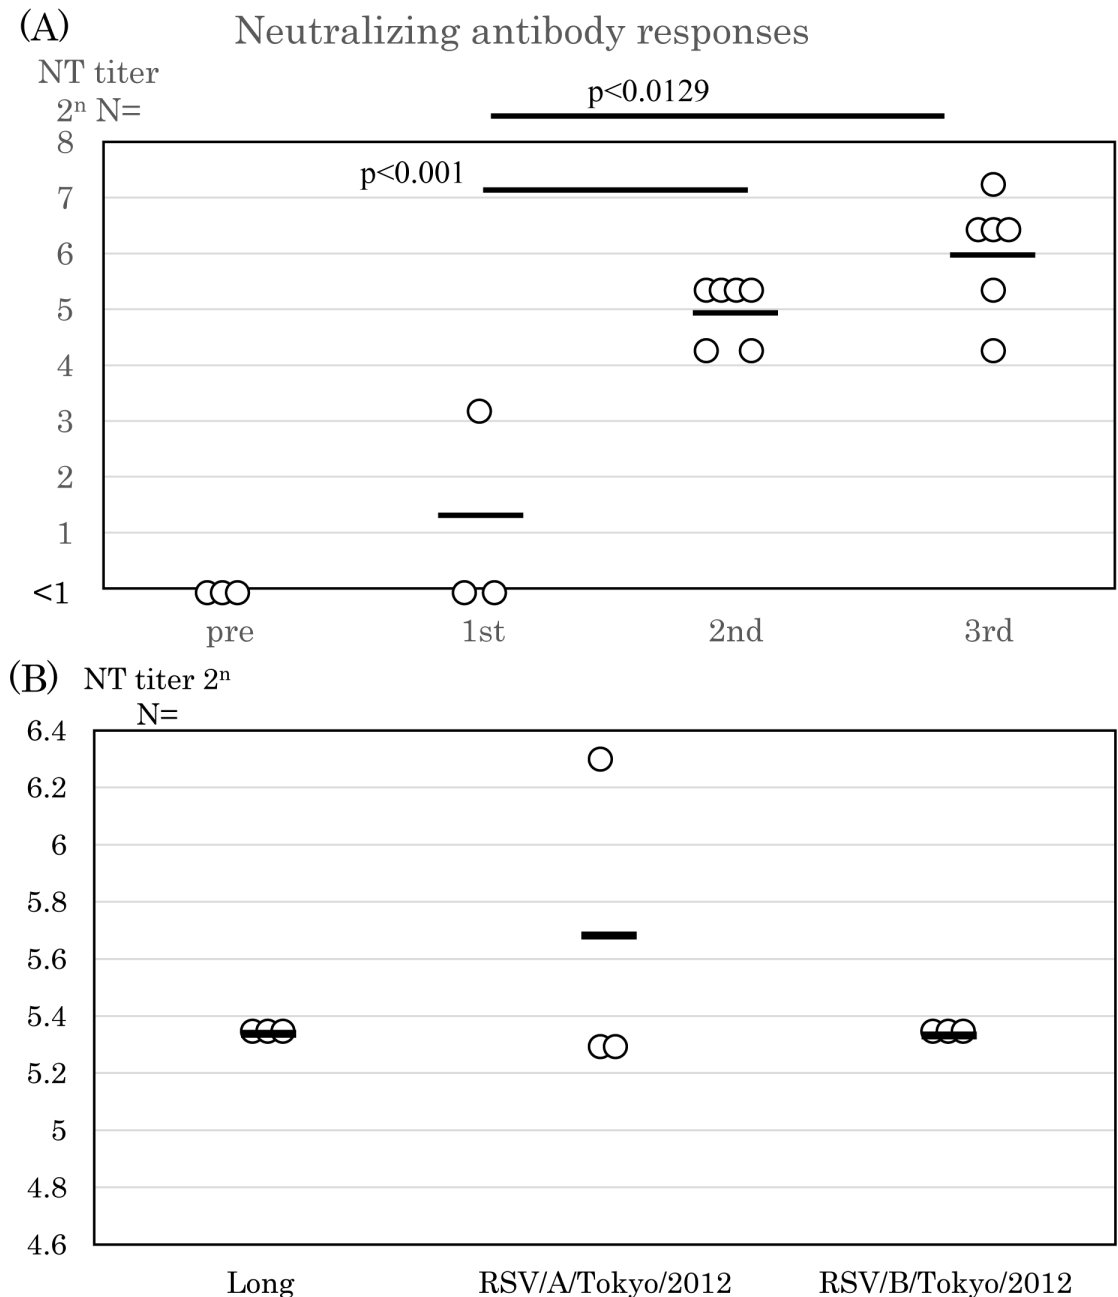 (A)
Neutralizing antibody responses
NT titer
2ⁿ N=
p<0.0129
8
p<0.001
7
6
5
4
3
2
1
<1
pre 1st 2nd 3rd
(B) NT titer 2ⁿ
N=
6.4
6.2
6
5.8
5.6
5.4
5.2
5
4.8
4.6
Long RSV/A/Tokyo/2012 RSV/B/Tokyo/2012